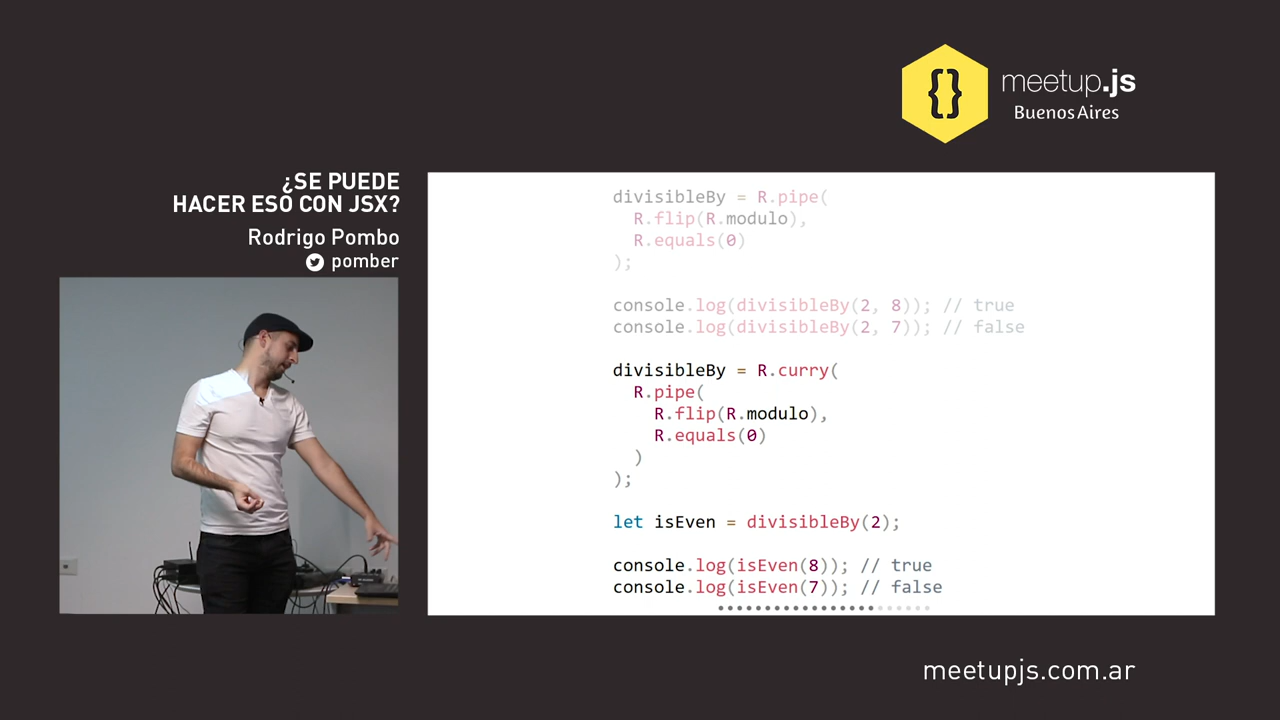 {}
meetup.js
Buenos Aires
¿SE PUEDE
HACER ESO CON JSX?
Rodrigo Pombo
pomber
divisibleBy = R.pipe(
  R.flip(R.modulo),
  R.equals(0)
);
console.log(divisibleBy(2, 8)); // true
console.log(divisibleBy(2, 7)); // false
divisibleBy = R.curry(
  R.pipe(
    R.flip(R.modulo),
    R.equals(0)
  )
);
let isEven = divisibleBy(2);
console.log(isEven(8)); // true
console.log(isEven(7)); // false
meetupjs.com.ar